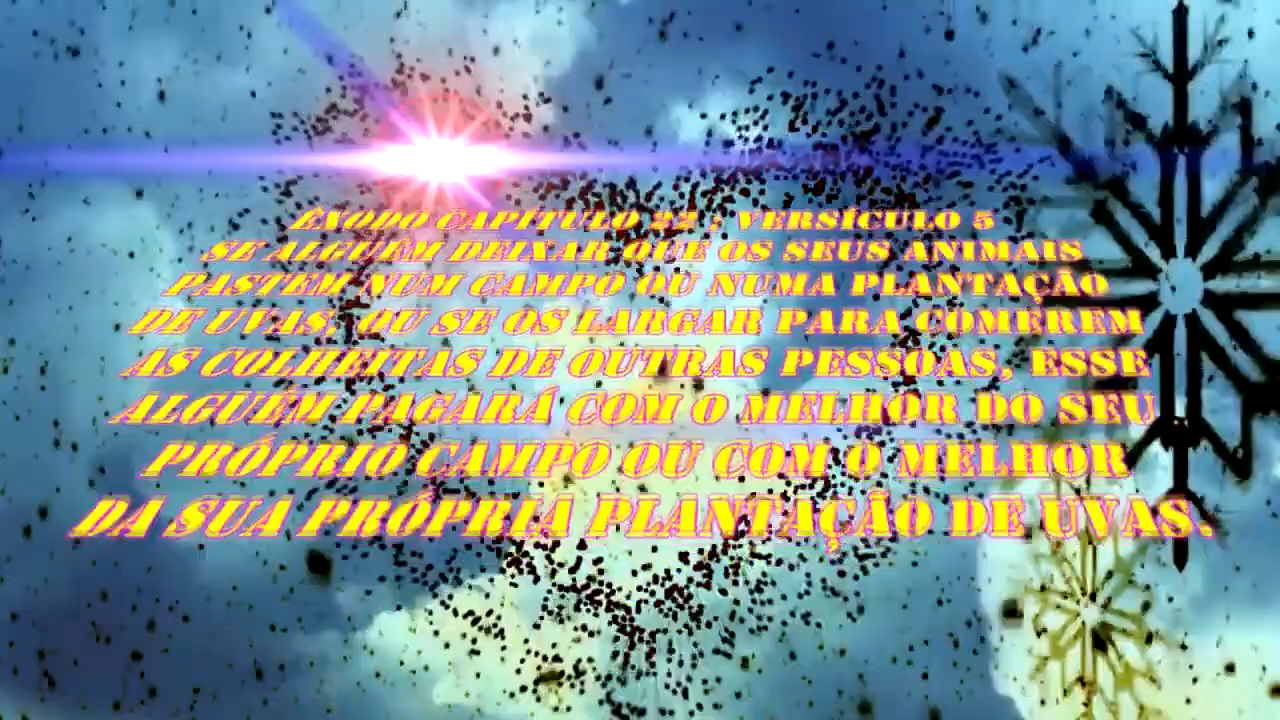 ÊXODO CAPÍTULO 22 : VERSÍCULO 5
SE ALGUÉM DEIXAR QUE OS SEUS ANIMAIS
PASTEM NUM CAMPO OU NUMA PLANTAÇÃO
DE UVAS, OU SE OS LARGAR PARA COMEREM
AS COLHEITAS DE OUTRAS PESSOAS, ESSE
ALGUÉM PAGARÁ COM O MELHOR DO SEU
PRÓPRIO CAMPO OU COM O MELHOR
DA SUA PRÓPRIA PLANTAÇÃO DE UVAS.